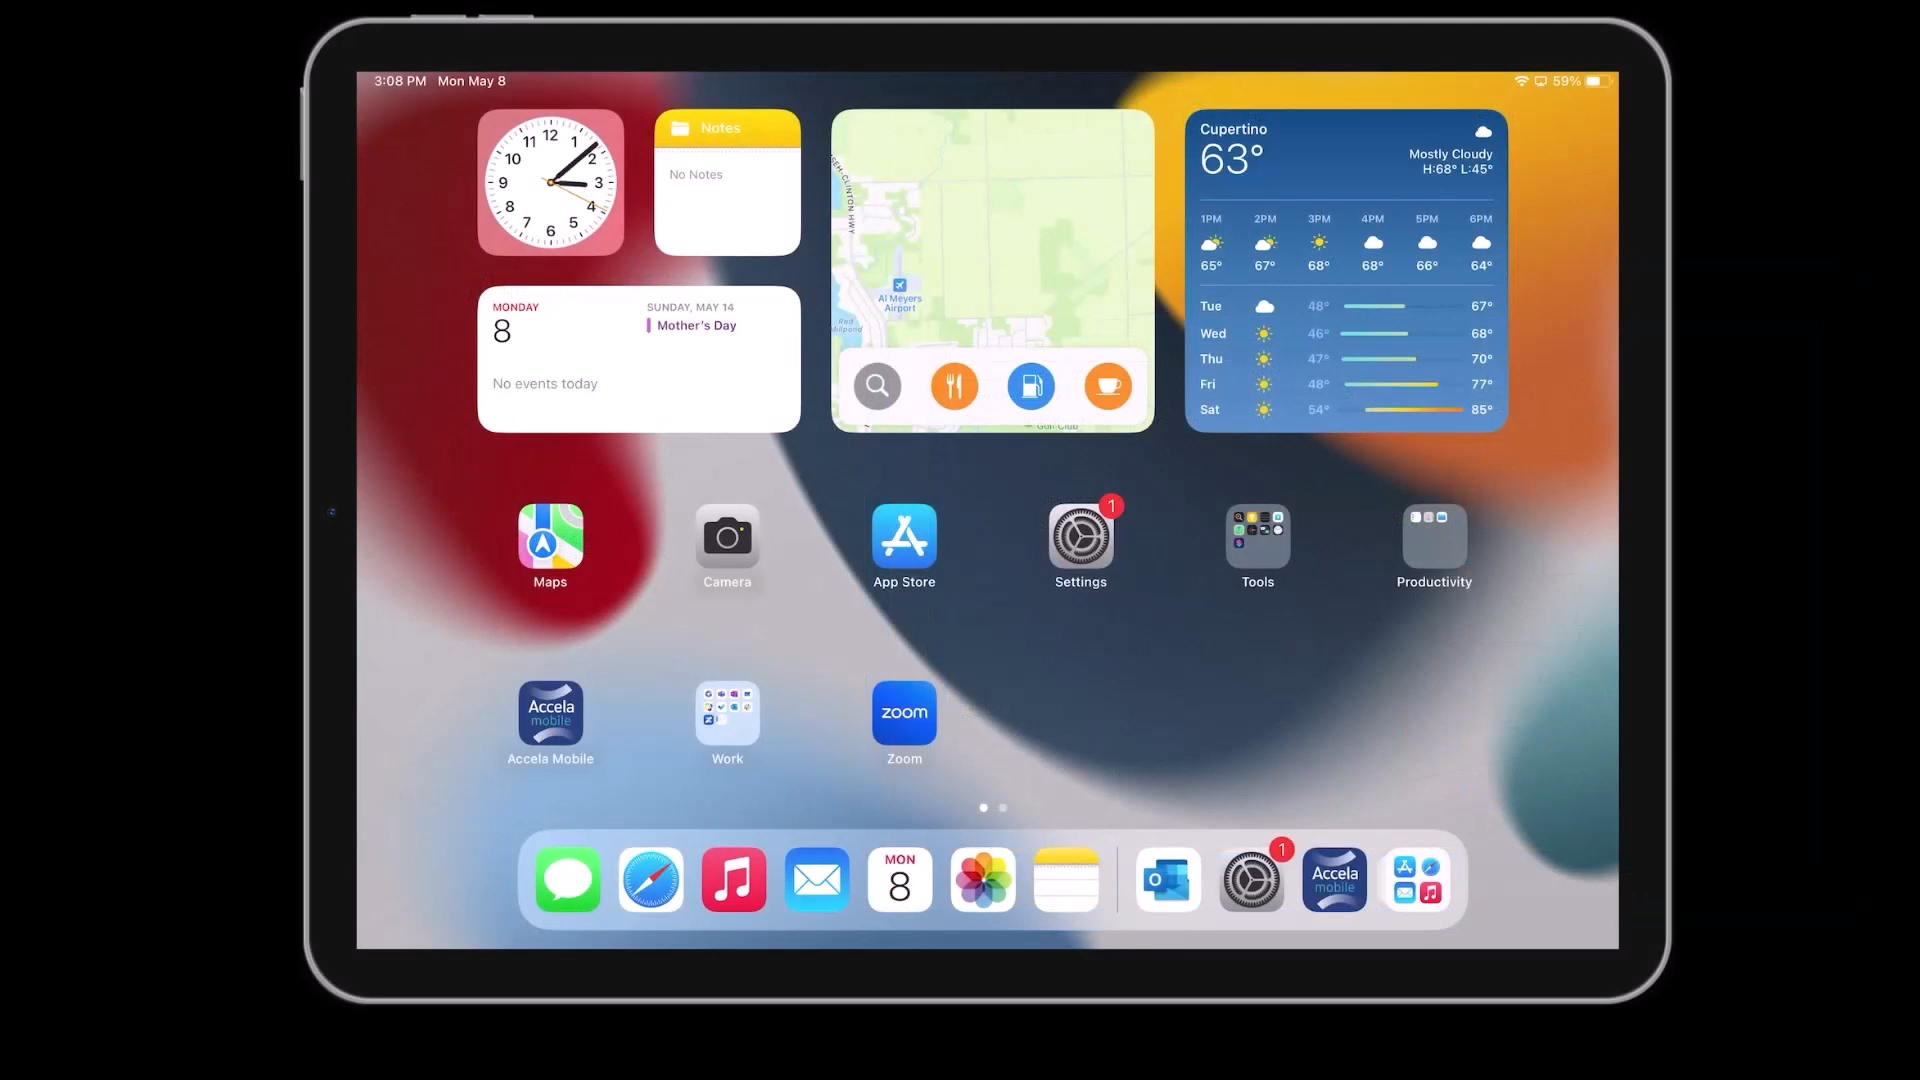 3:08 PM Mon May 8
59%
12
11 1
10 2
9 3
8 4
7 5
6
Notes
No Notes
MONDAY
8
No events today
SUNDAY, MAY 14
Mother's Day
Al Meyers
Airport
Red
Millpond
Cupertino
63°
Mostly Cloudy
H:68° L:45°
1PM 2PM 3PM 4PM 5PM 6PM
65° 67° 68° 68° 66° 64°
Tue 48° 67°
Wed 46° 68°
Thu 47° 70°
Fri 48° 77°
Sat 54° 85°
1
Maps
Camera
App Store
Settings
Tools
Productivity
Accela
mobile
zoom
Accela Mobile
Work
Zoom
MON
8
O
1
Accela
mobile